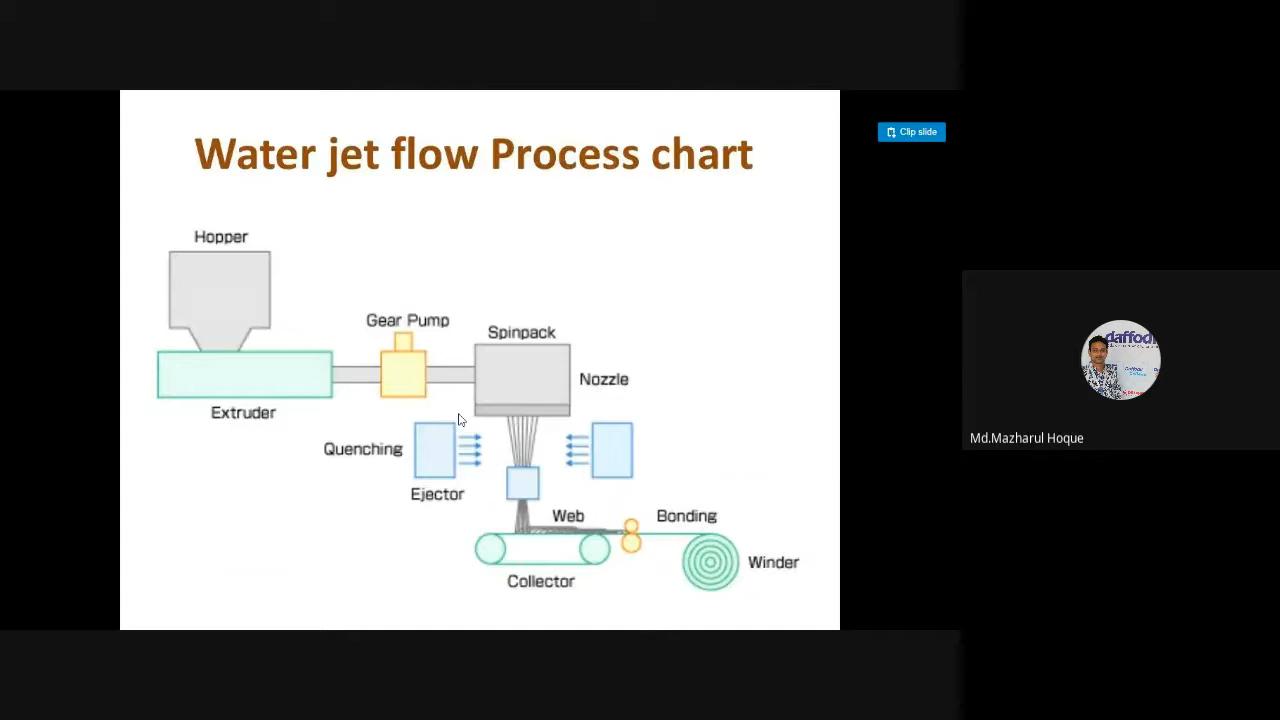 Water jet flow Process chart
Clip slide
Hopper
Gear Pump
Spinpack
Nozzle
Extruder
Quenching
Ejector
Web
Bonding
Winder
Collector
daffodi
Md.Mazharul Hoque